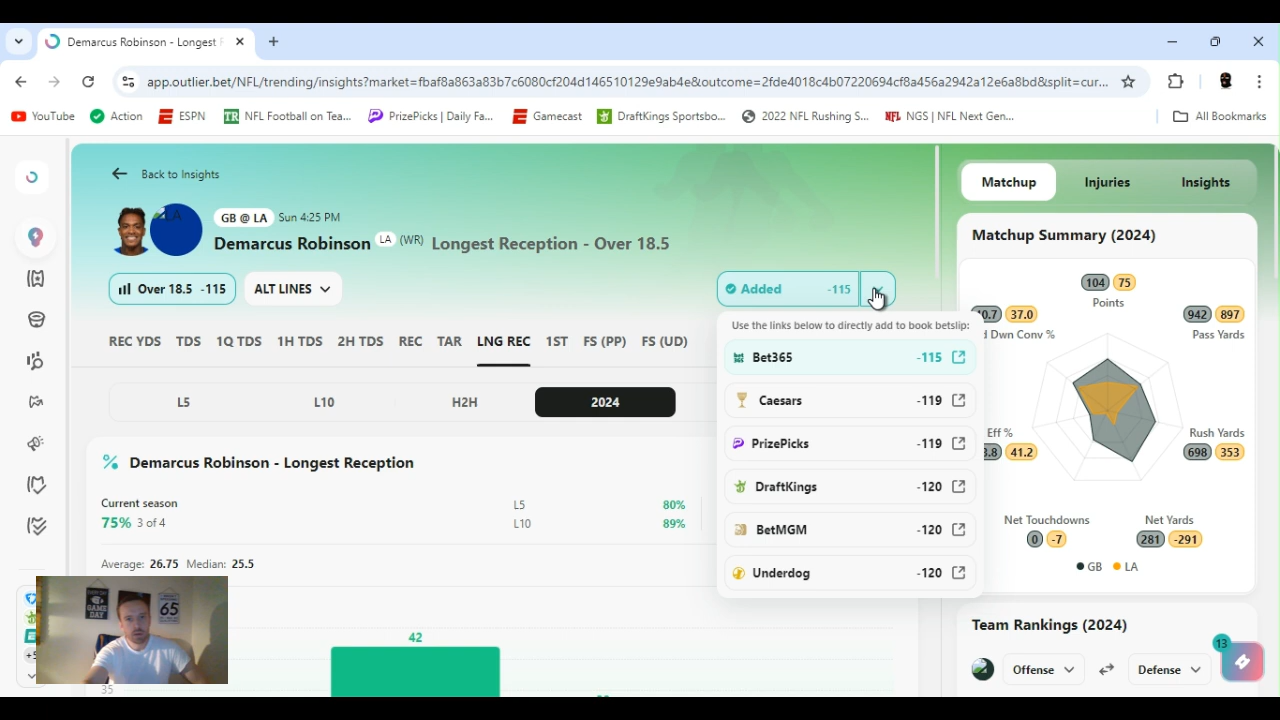 Demarcus Robinson - Longest F
app.outlier.bet/NFL/trending/insights?market=fbaf8a863a83b7c6080cf204d146510129e9ab4e&outcome=2fde4018c4b07220694cf8a456a2942a12e6a8bd&split=cur...
YouTube Action ESPN NFL Football on Tea... PrizePicks | Daily Fa... Gamecast DraftKings Sportsbo... 2022 NFL Rushing S... NFL NGS | NFL Next Gen... All Bookmarks
Back to Insights
GB @ LA Sun 4:25 PM
Demarcus Robinson LA (WR) Longest Reception - Over 18.5
Over 18.5 -115 ALT LINES
Added -115
Use the links below to directly add to book betslip:
Bet365 -115
Caesars -119
PrizePicks -119
DraftKings -120
BetMGM -120
Underdog -120
REC YDS TDS 1Q TDS 1H TDS 2H TDS REC TAR LNG REC 1ST FS (PP) FS (UD)
L5 L10 H2H 2024
Demarcus Robinson - Longest Reception
Current season
75% 3 of 4
L5 80%
L10 89%
Average: 26.75 Median: 25.5
42
35
GAME DAY
65
Matchup Injuries Insights
Matchup Summary (2024)
104 75
Points
0.7 37.0
d Dwn Conv %
942 897
Pass Yards
Eff %
3.8 41.2
Rush Yards
698 353
Net Touchdowns
0 -7
Net Yards
281 -291
GB LA
Team Rankings (2024)
13
Offense Defense